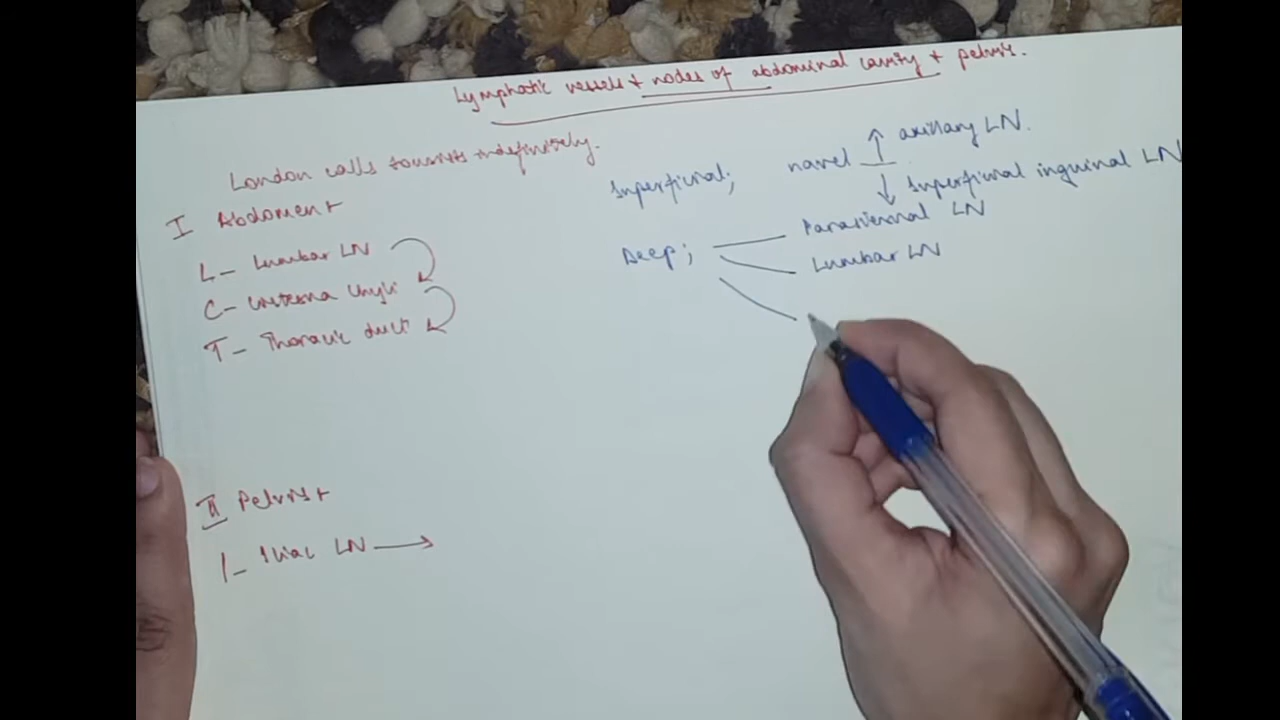 Lymphatic vessels + nodes of abdominal cavity + pelvis.
London calls tourists indefinitely.
I Abdomen +
L- Lumbar LN
C- Cisterna chyli
T- Thoracic duct
II Pelvis +
I- Iliac LN →
Superficial;
navel
↑ axillary LN.
↓ Superficial inguinal LN
Deep;
Parasternal LN
Lumbar LN